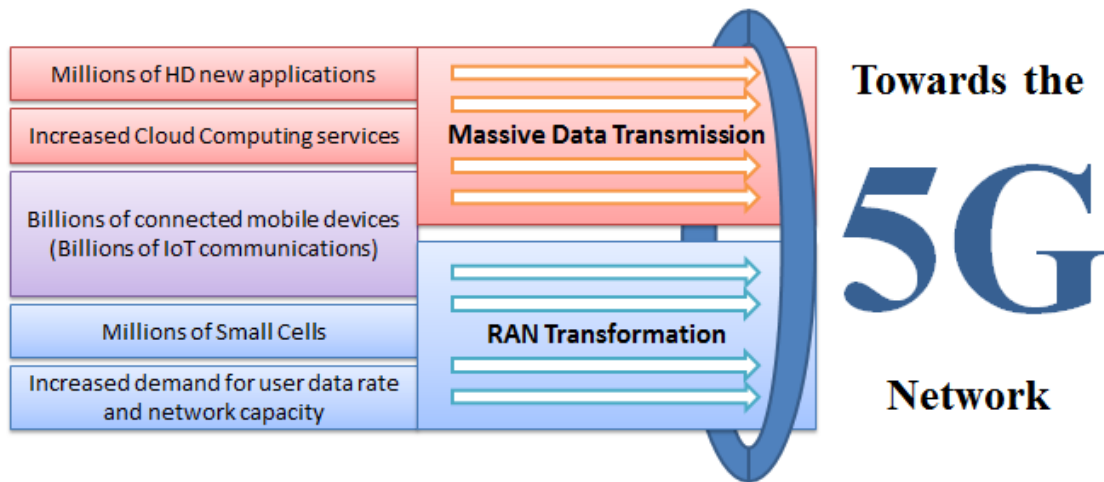 Millions of HD new applications
Increased Cloud Computing services
Billions of connected mobile devices
(Billions of IoT communications)
Millions of Small Cells
Increased demand for user data rate
and network capacity
Massive Data Transmission
RAN Transformation
Towards the
5G
Network